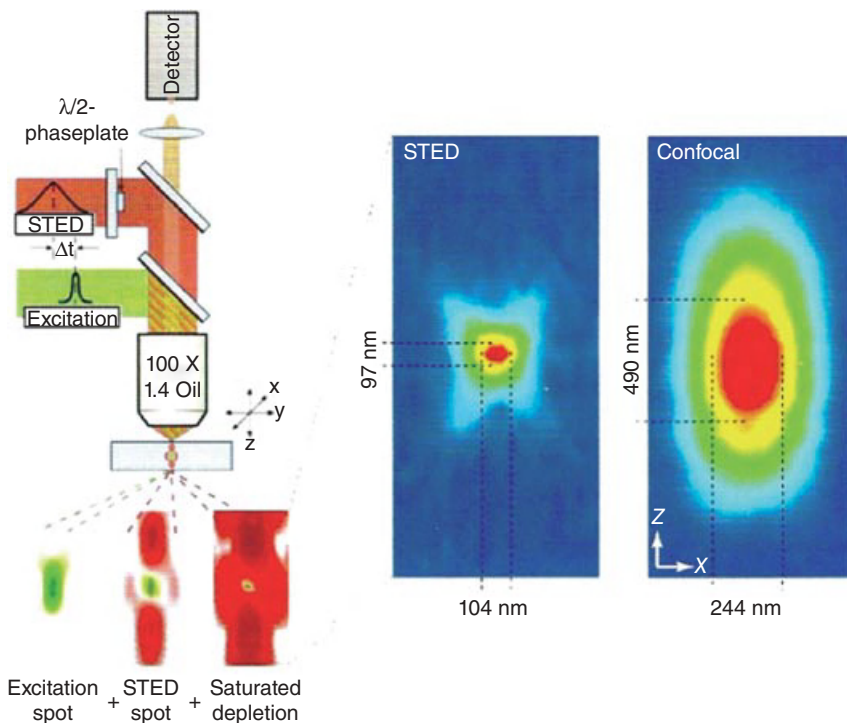 Detector
λ/2-
phaseplate
STED
Δt
Excitation
100 X
1.4 Oil
x
y
z
Excitation
spot
+
STED
spot
+
Saturated
depletion
STED
97 nm
104 nm
Confocal
490 nm
Z
X
244 nm